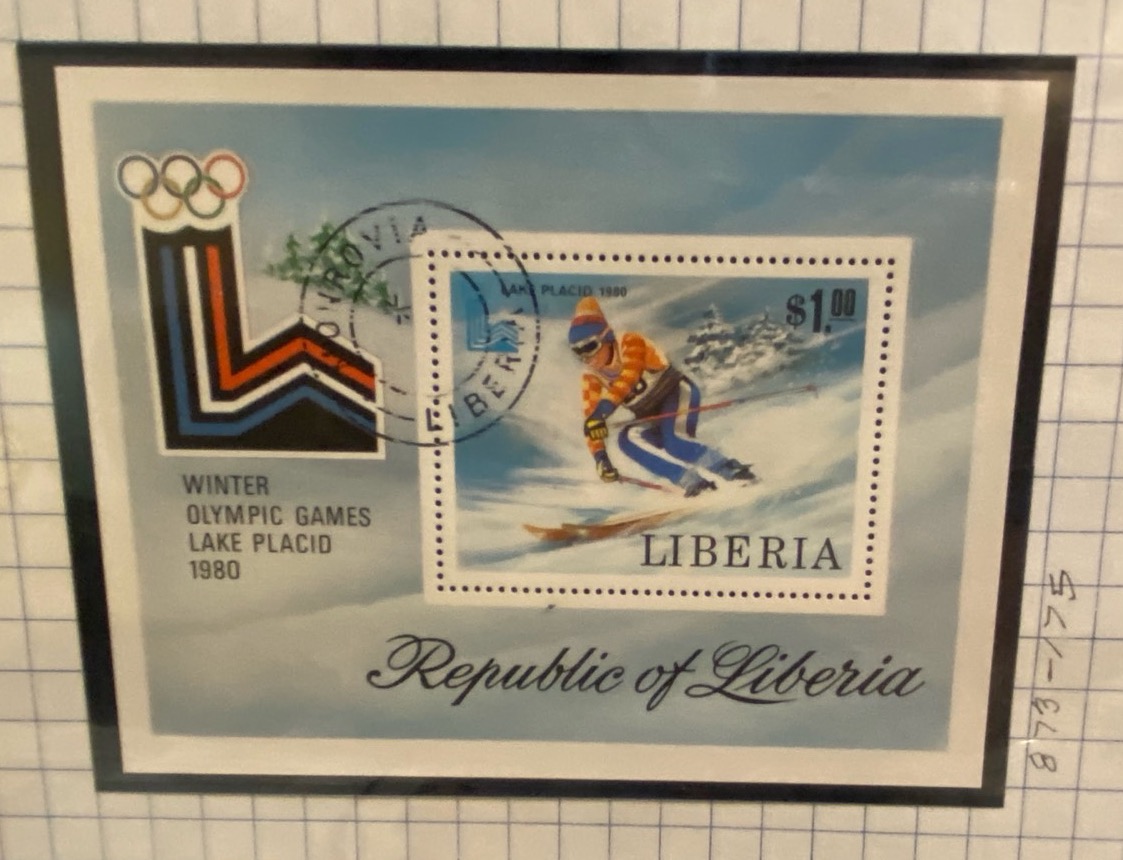 MONROVIA
LIBERIA
LAKE PLACID 1980
$1.00
LIBERIA
WINTER
OLYMPIC GAMES
LAKE PLACID
1980
Republic of Liberia
873-175